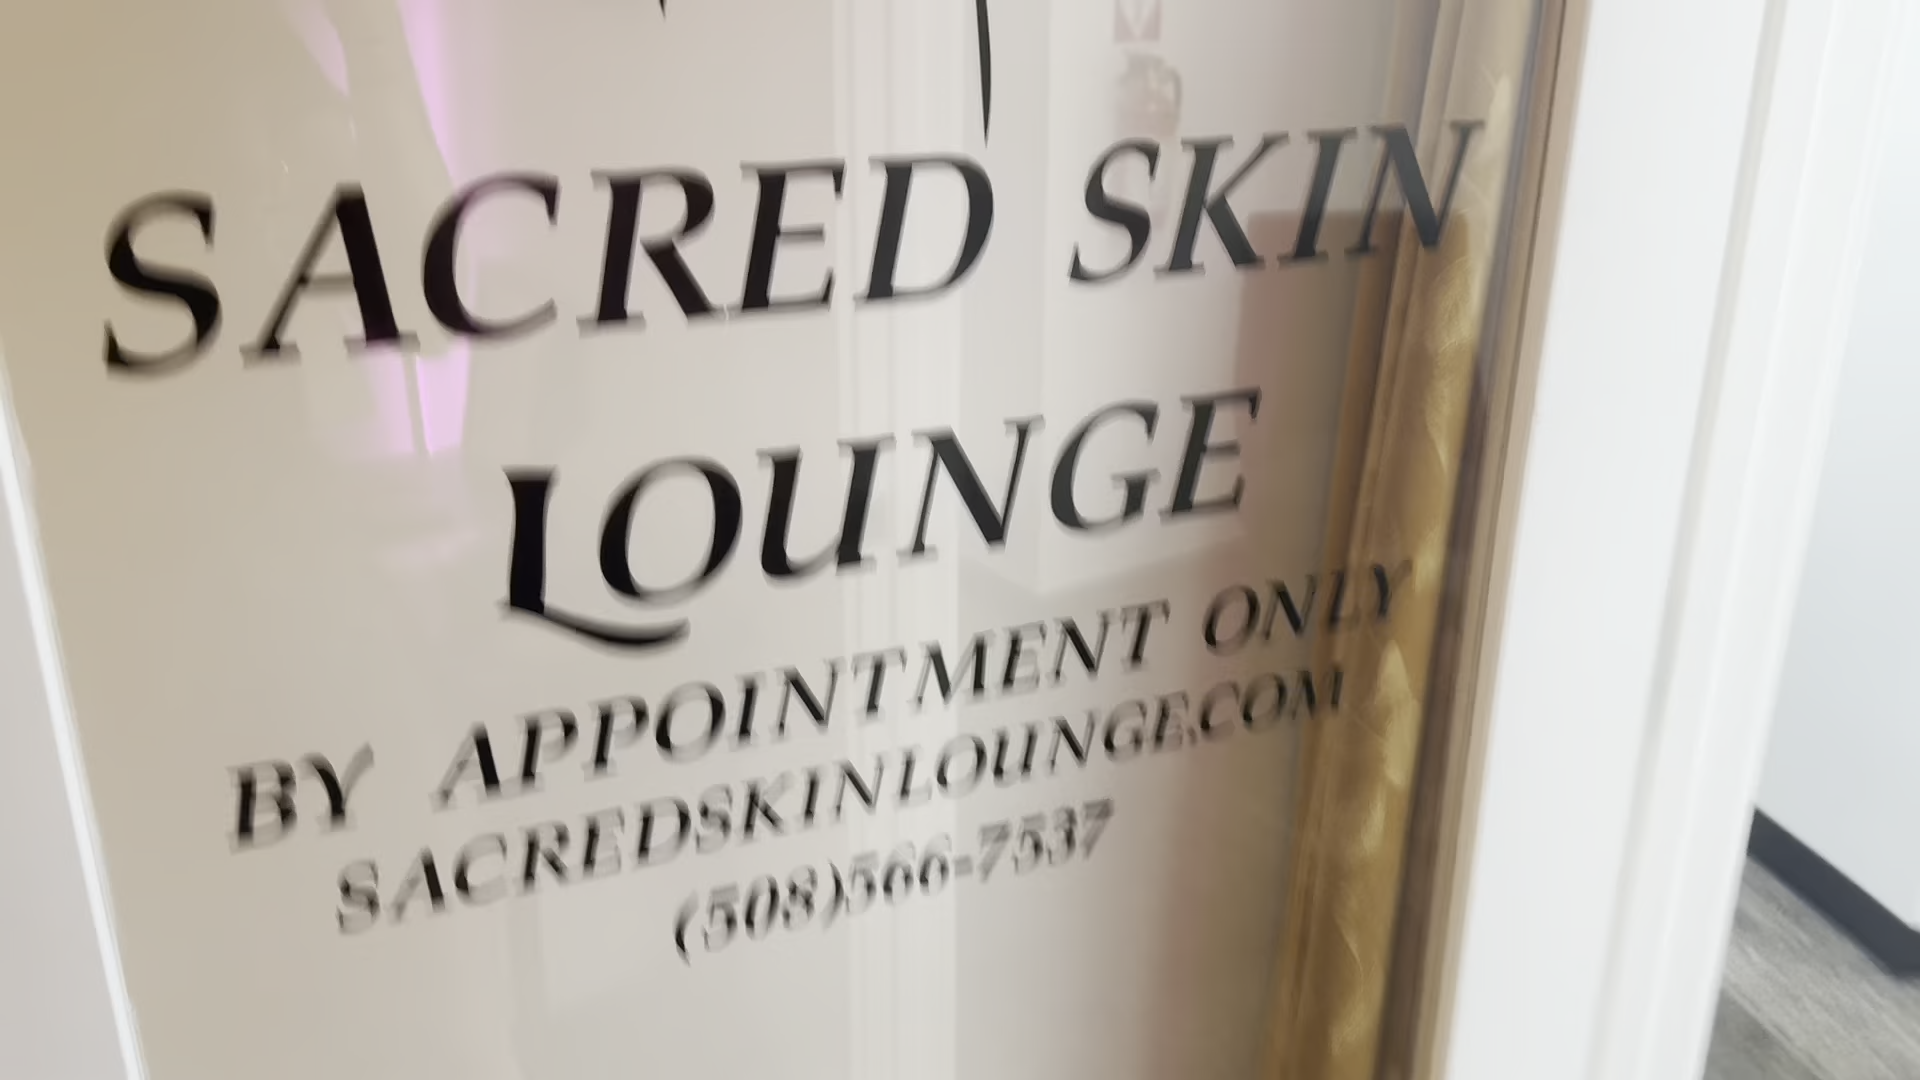 SACRED SKIN
LOUNGE
BY APPOINTMENT ONLY
SACREDSKINLOUNGE.COM
(508)566-7537